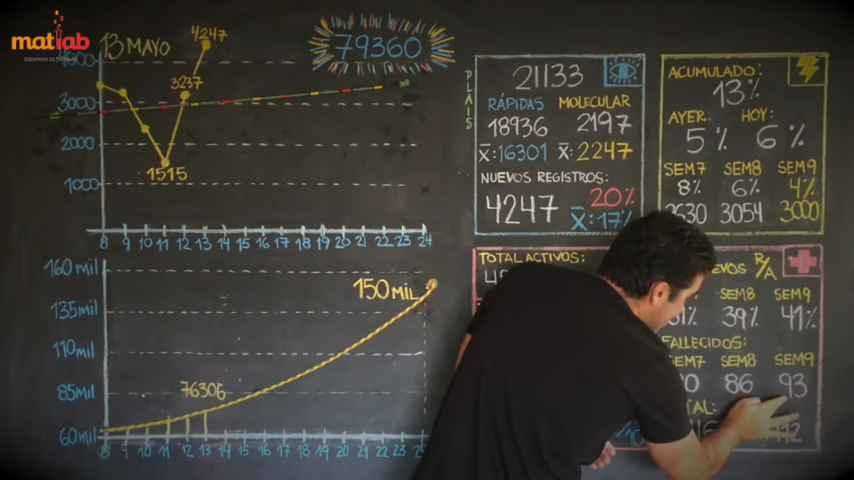 matlab
sabemos la fórmula
13 MAYO
79360
4247
3237
1515
3000
2000
1000
8 9 10 11 12 13 14 15 16 17 18 19 20 21 22 23 24
160 mil
135 mil
110 mil
85 mil
60 mil
150 MIL
76306
8 9 10 11 12 13 14 15 16 17 18 19 20 21 22 23
PLAIS
21133
RÁPIDAS MOLECULAR
18936 2197
X̄:16301 X̄:2247
NUEVOS REGISTROS:
20%
4247 X̄:17%
ACUMULADO:
13%
AYER: HOY:
5% 6%
SEM7 SEM8 SEM9
8% 6% 4%
3630 3054 3000
TOTAL ACTIVOS:
R/A
SEM8 SEM9
39% 41%
FALLECIDOS:
SEM7 SEM8 SEM9
86 93